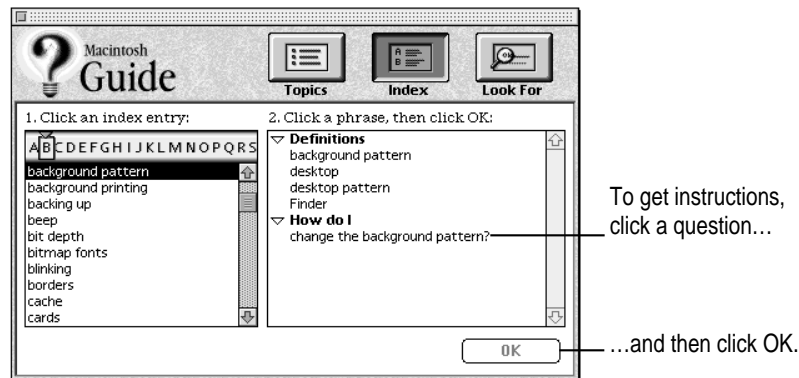 Macintosh
Guide
Topics
Index
Look For
1. Click an index entry:
A B C D E F G H I J K L M N O P Q R S
background pattern
background printing
backing up
beep
bit depth
bitmap fonts
blinking
borders
cache
cards
2. Click a phrase, then click OK:
Definitions
background pattern
desktop
desktop pattern
Finder
How do I
change the background pattern?
OK
To get instructions,
click a question…
…and then click OK.